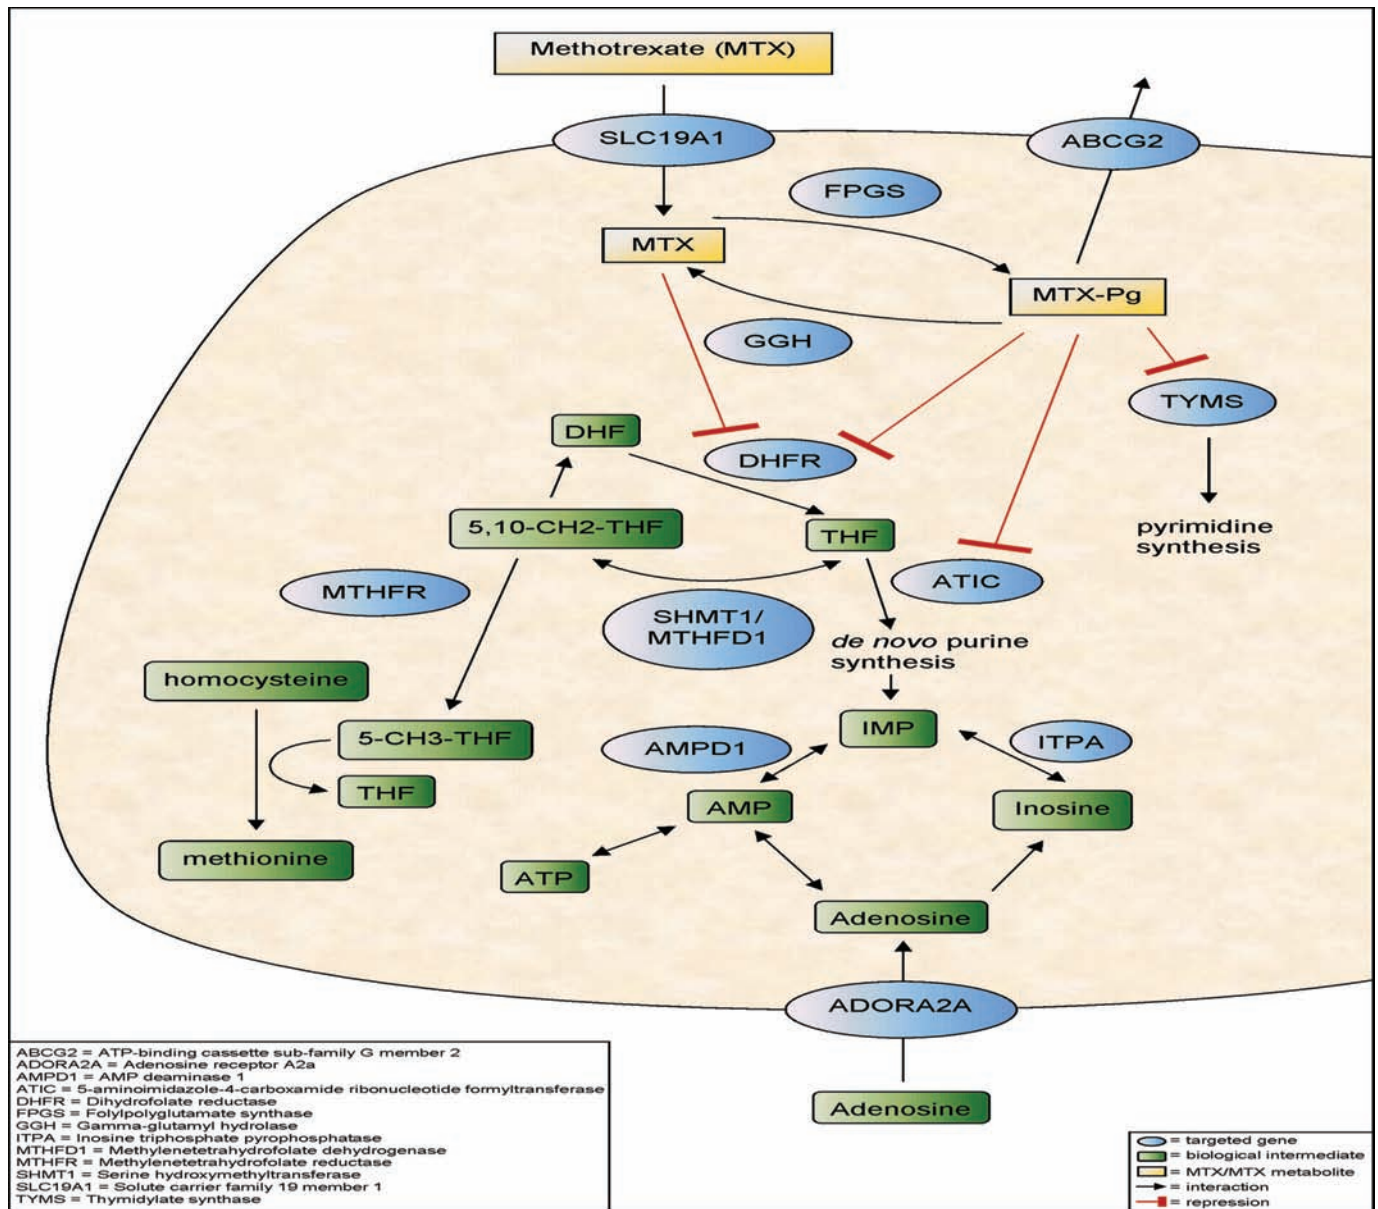 Methotrexate (MTX)
SLC19A1
ABCG2
FPGS
MTX
MTX-Pg
GGH
TYMS
DHF
DHFR
5,10-CH2-THF
THF
pyrimidine
synthesis
MTHFR
ATIC
SHMT1/
MTHFD1
de novo purine
synthesis
homocysteine
5-CH3-THF
IMP
AMPD1
ITPA
THF
AMP
Inosine
methionine
ATP
Adenosine
ADORA2A
Adenosine
ABCG2 = ATP-binding cassette sub-family G member 2
ADORA2A = Adenosine receptor A2a
AMPD1 = AMP deaminase 1
ATIC = 5-aminoimidazole-4-carboxamide ribonucleotide formyltransferase
DHFR = Dihydrofolate reductase
FPGS = Folylpolyglutamate synthase
GGH = Gamma-glutamyl hydrolase
ITPA = Inosine triphosphate pyrophosphatase
MTHFD1 = Methylenetetrahydrofolate dehydrogenase
MTHFR = Methylenetetrahydrofolate reductase
SHMT1 = Serine hydroxymethyltransferase
SLC19A1 = Solute carrier family 19 member 1
TYMS = Thymidylate synthase
= targeted gene
= biological intermediate
= MTX/MTX metabolite
= interaction
= repression